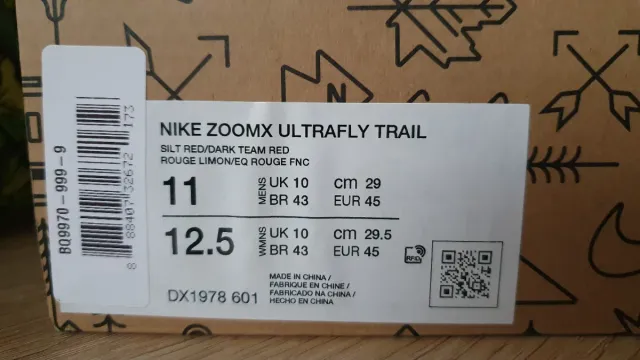 NIKE ZOOMX ULTRAFLY TRAIL
SILT RED/DARK TEAM RED
ROUGE LIMON/EQ ROUGE FNC
11 MENS UK 10 cm 29
BR 43 EUR 45
12.5 WMNS UK 10 cm 29.5
BR 43 EUR 45
RFID
MADE IN CHINA /
FABRIQUE EN CHINE /
FABRICADO NA CHINA /
HECHO EN CHINA
DX1978 601
BQ9970-999-9
8 88407 32672 173
N